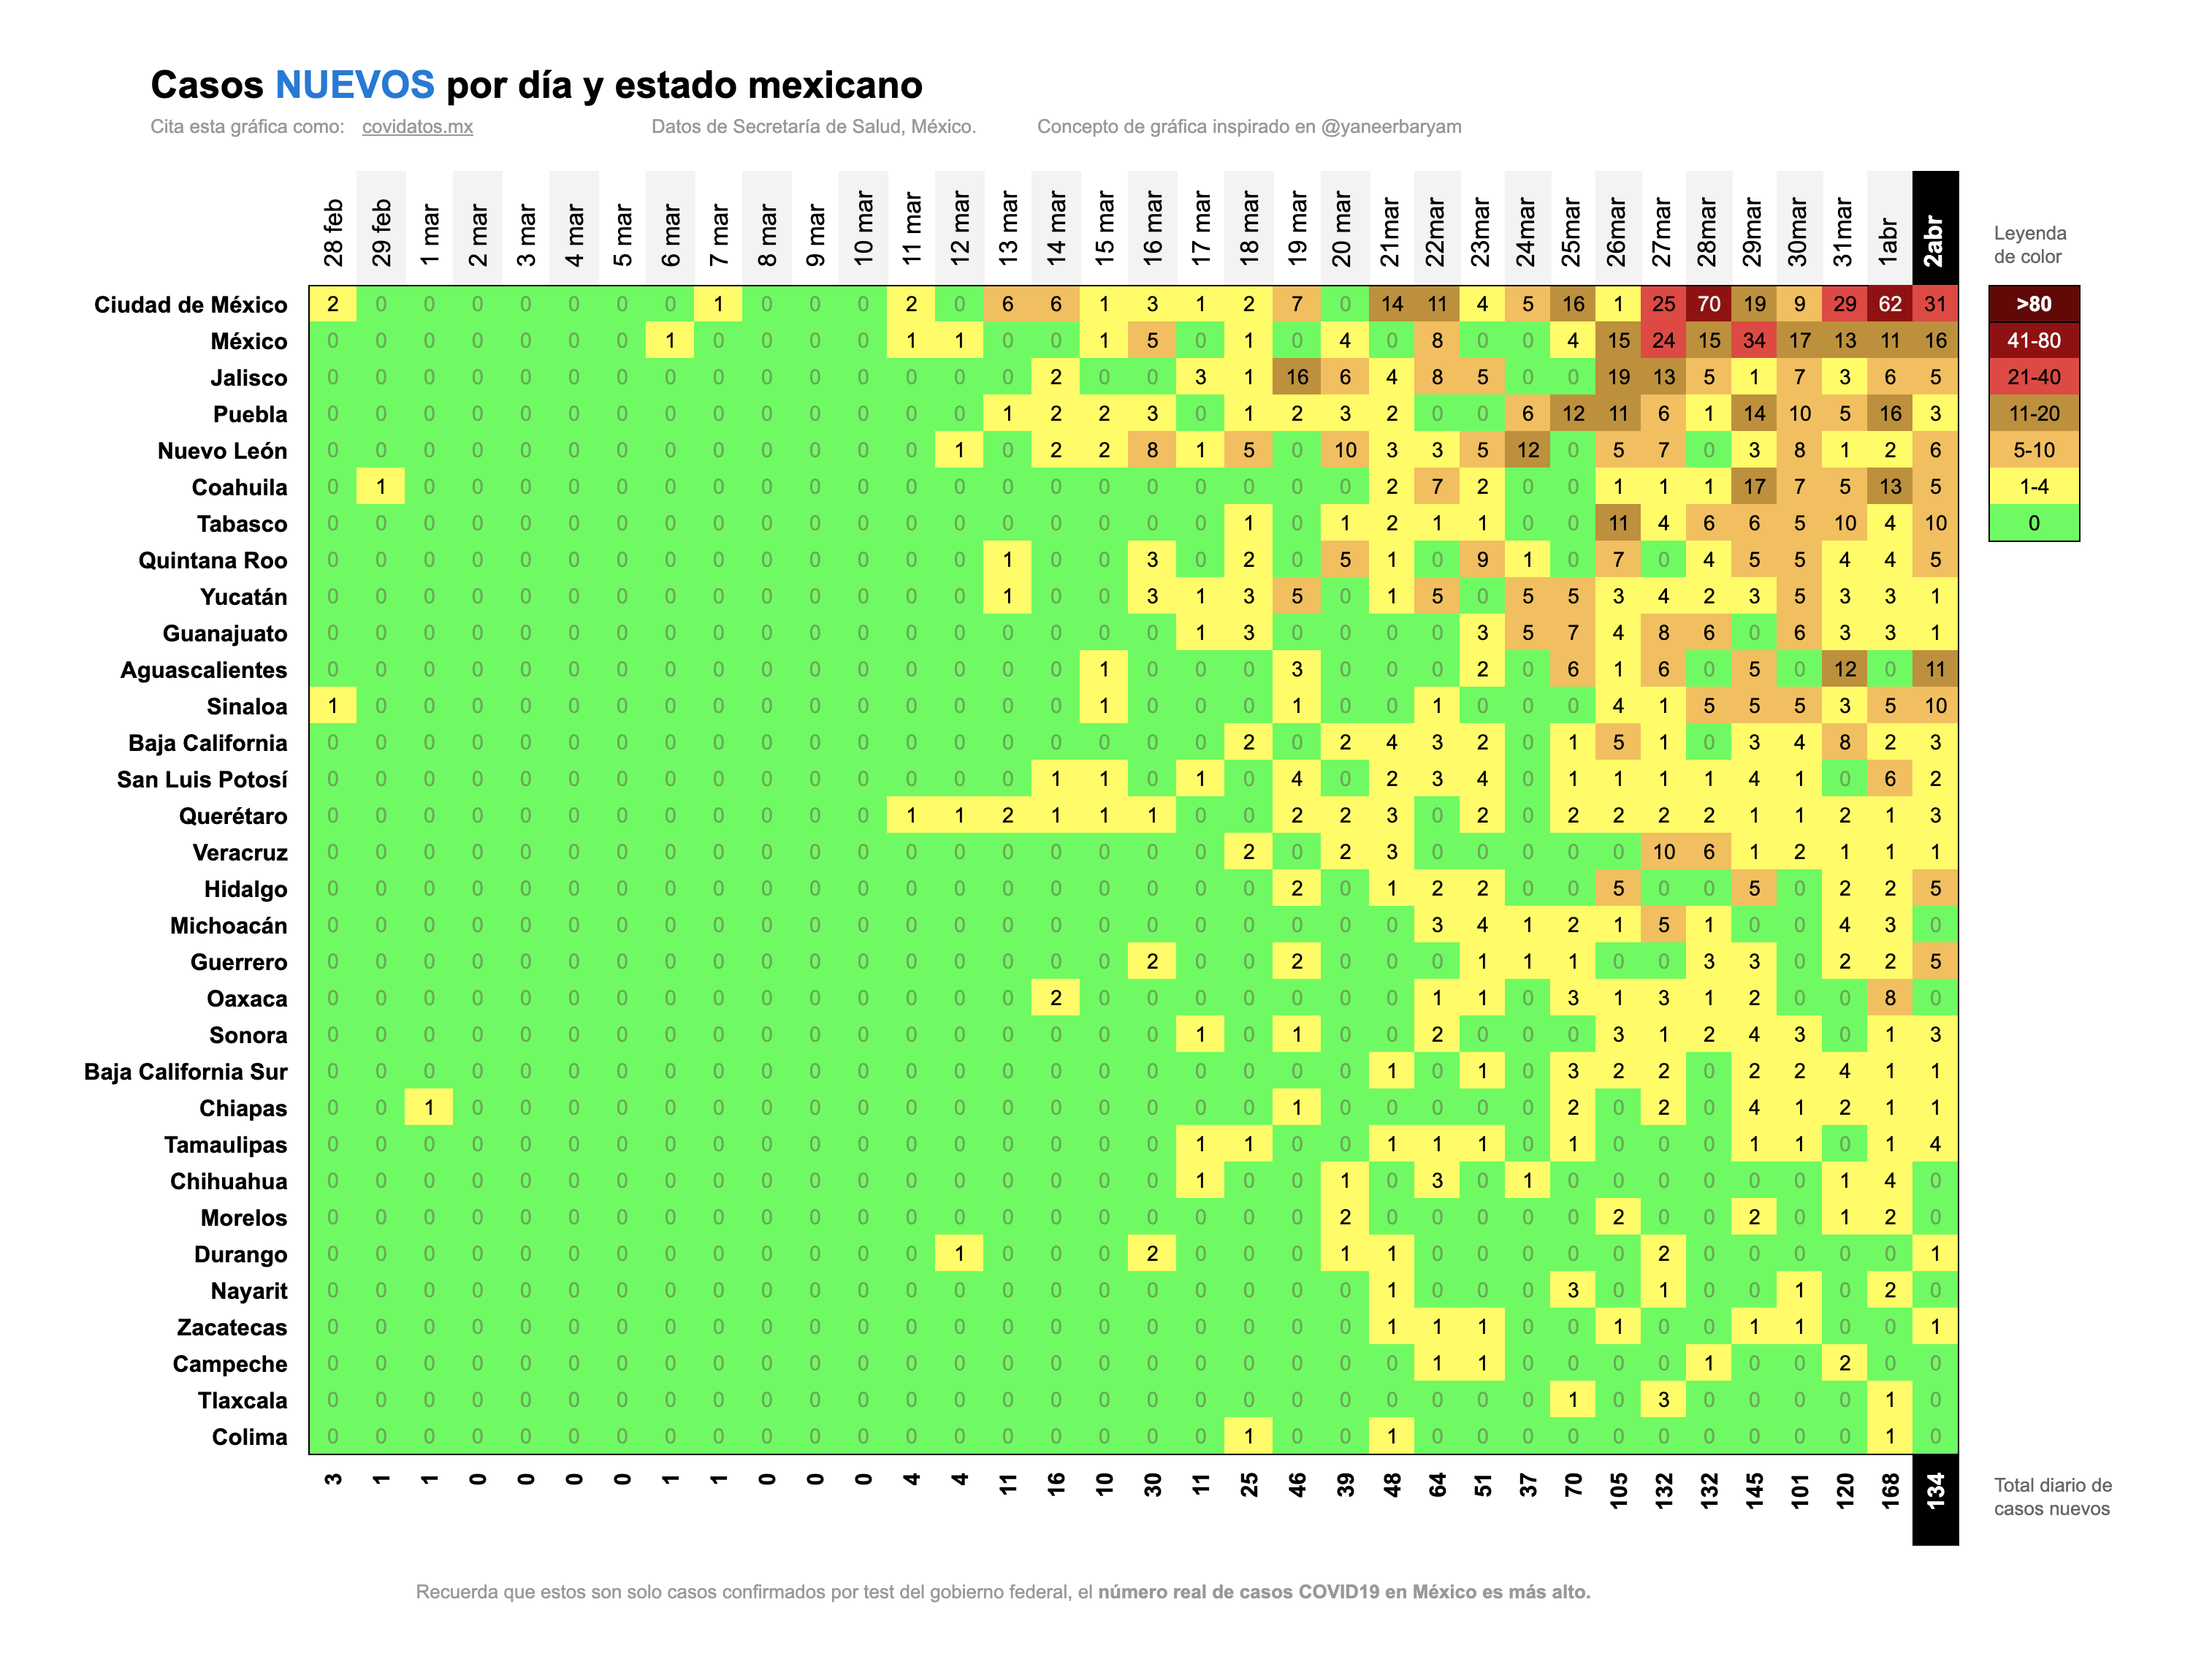 Casos NUEVOS por día y estado mexicano
Cita esta gráfica como: covidatos.mx Datos de Secretaría de Salud, México. Concepto de gráfica inspirado en @yaneerbaryam
28 feb 29 feb 1 mar 2 mar 3 mar 4 mar 5 mar 6 mar 7 mar 8 mar 9 mar 10 mar 11 mar 12 mar 13 mar 14 mar 15 mar 16 mar 17 mar 18 mar 19 mar 20 mar 21mar 22mar 23mar 24mar 25mar 26mar 27mar 28mar 29mar 30mar 31mar 1abr 2abr
Leyenda
de color
Ciudad de México 2 0 0 0 0 0 0 0 1 0 0 0 2 0 6 6 1 3 1 2 7 0 14 11 4 5 16 1 25 70 19 9 29 62 31
>80
México 0 0 0 0 0 0 0 1 0 0 0 0 1 1 0 0 1 5 0 1 0 4 0 8 0 0 4 15 24 15 34 17 13 11 16
41-80
Jalisco 0 0 0 0 0 0 0 0 0 0 0 0 0 0 0 2 0 0 3 1 16 6 4 8 5 0 0 19 13 5 1 7 3 6 5
21-40
Puebla 0 0 0 0 0 0 0 0 0 0 0 0 0 0 1 2 2 3 0 1 2 3 2 0 0 6 12 11 6 1 14 10 5 16 3
11-20
Nuevo León 0 0 0 0 0 0 0 0 0 0 0 0 0 1 0 2 2 8 1 5 0 10 3 3 5 12 0 5 7 0 3 8 1 2 6
5-10
Coahuila 0 1 0 0 0 0 0 0 0 0 0 0 0 0 0 0 0 0 0 0 0 0 2 7 2 0 0 1 1 1 17 7 5 13 5
1-4
Tabasco 0 0 0 0 0 0 0 0 0 0 0 0 0 0 0 0 0 0 0 1 0 1 2 1 1 0 0 11 4 6 6 5 10 4 10
0
Quintana Roo 0 0 0 0 0 0 0 0 0 0 0 0 0 0 1 0 0 3 0 2 0 5 1 0 9 1 0 7 0 4 5 5 4 4 5
Yucatán 0 0 0 0 0 0 0 0 0 0 0 0 0 0 1 0 0 3 1 3 5 0 1 5 0 5 5 3 4 2 3 5 3 3 1
Guanajuato 0 0 0 0 0 0 0 0 0 0 0 0 0 0 0 0 0 0 1 3 0 0 0 0 3 5 7 4 8 6 0 6 3 3 1
Aguascalientes 0 0 0 0 0 0 0 0 0 0 0 0 0 0 0 0 1 0 0 0 3 0 0 0 2 0 6 1 6 0 5 0 12 0 11
Sinaloa 1 0 0 0 0 0 0 0 0 0 0 0 0 0 0 0 1 0 0 0 1 0 0 1 0 0 0 4 1 5 5 5 3 5 10
Baja California 0 0 0 0 0 0 0 0 0 0 0 0 0 0 0 0 0 0 0 2 0 2 4 3 2 0 1 5 1 0 3 4 8 2 3
San Luis Potosí 0 0 0 0 0 0 0 0 0 0 0 0 0 0 0 1 1 0 1 0 4 0 2 3 4 0 1 1 1 1 4 1 0 6 2
Querétaro 0 0 0 0 0 0 0 0 0 0 0 0 1 1 2 1 1 1 0 0 2 2 3 0 2 0 2 2 2 2 1 1 2 1 3
Veracruz 0 0 0 0 0 0 0 0 0 0 0 0 0 0 0 0 0 0 0 2 0 2 3 0 0 0 0 0 10 6 1 2 1 1 1
Hidalgo 0 0 0 0 0 0 0 0 0 0 0 0 0 0 0 0 0 0 0 0 2 0 1 2 2 0 0 5 0 0 5 0 2 2 5
Michoacán 0 0 0 0 0 0 0 0 0 0 0 0 0 0 0 0 0 0 0 0 0 0 0 3 4 1 2 1 5 1 0 0 4 3 0
Guerrero 0 0 0 0 0 0 0 0 0 0 0 0 0 0 0 0 0 2 0 0 2 0 0 0 1 1 1 0 0 3 3 0 2 2 5
Oaxaca 0 0 0 0 0 0 0 0 0 0 0 0 0 0 0 2 0 0 0 0 0 0 0 1 1 0 3 1 3 1 2 0 0 8 0
Sonora 0 0 0 0 0 0 0 0 0 0 0 0 0 0 0 0 0 0 1 0 1 0 0 2 0 0 0 3 1 2 4 3 0 1 3
Baja California Sur 0 0 0 0 0 0 0 0 0 0 0 0 0 0 0 0 0 0 0 0 0 0 1 0 1 0 3 2 2 0 2 2 4 1 1
Chiapas 0 0 1 0 0 0 0 0 0 0 0 0 0 0 0 0 0 0 0 0 1 0 0 0 0 0 2 0 2 0 4 1 2 1 1
Tamaulipas 0 0 0 0 0 0 0 0 0 0 0 0 0 0 0 0 0 0 1 1 0 0 1 1 1 0 1 0 0 0 1 1 0 1 4
Chihuahua 0 0 0 0 0 0 0 0 0 0 0 0 0 0 0 0 0 0 1 0 0 1 0 3 0 1 0 0 0 0 0 0 1 4 0
Morelos 0 0 0 0 0 0 0 0 0 0 0 0 0 0 0 0 0 0 0 0 0 2 0 0 0 0 0 2 0 0 2 0 1 2 0
Durango 0 0 0 0 0 0 0 0 0 0 0 0 0 1 0 0 0 2 0 0 0 1 1 0 0 0 0 0 2 0 0 0 0 0 1
Nayarit 0 0 0 0 0 0 0 0 0 0 0 0 0 0 0 0 0 0 0 0 0 0 1 0 0 0 3 0 1 0 0 1 0 2 0
Zacatecas 0 0 0 0 0 0 0 0 0 0 0 0 0 0 0 0 0 0 0 0 0 0 1 1 1 0 0 1 0 0 1 1 0 0 1
Campeche 0 0 0 0 0 0 0 0 0 0 0 0 0 0 0 0 0 0 0 0 0 0 0 1 1 0 0 0 0 1 0 0 2 0 0
Tlaxcala 0 0 0 0 0 0 0 0 0 0 0 0 0 0 0 0 0 0 0 0 0 0 0 0 0 0 1 0 3 0 0 0 0 1 0
Colima 0 0 0 0 0 0 0 0 0 0 0 0 0 0 0 0 0 0 0 1 0 0 1 0 0 0 0 0 0 0 0 0 0 1 0
3 1 1 0 0 0 0 1 1 0 0 0 4 4 11 16 10 30 11 25 46 39 48 64 51 37 70 105 132 132 145 101 120 168 134
Total diario de
casos nuevos
Recuerda que estos son solo casos confirmados por test del gobierno federal, el número real de casos COVID19 en México es más alto.